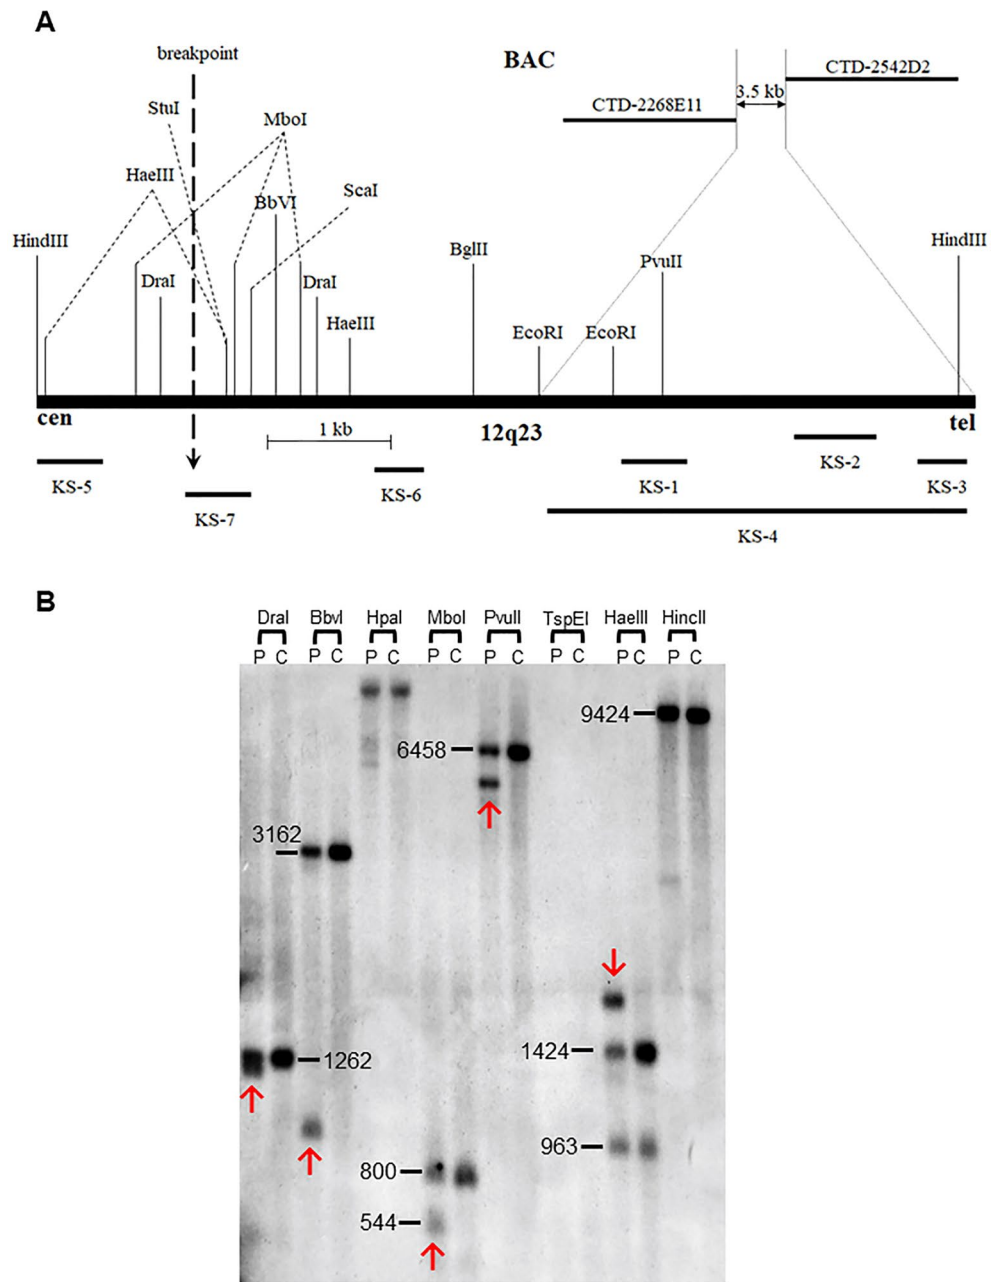 A
breakpoint
BAC
CTD-2542D2
3.5 kb
CTD-2268E11
StuI
MboI
HaeIII
ScaI
BbVI
HindIII
BglII
PvuII
HindIII
DraI
DraI
HaeIII
EcoRI
EcoRI
cen
12q23
tel
1 kb
KS-5
KS-7
KS-6
KS-1
KS-2
KS-3
KS-4
B
DraI BbvI HpaI MboI PvuII TspEI HaeIII HincII
P C P C P C P C P C P C P C P C
9424
6458
3162
1424
1262
963
800
544